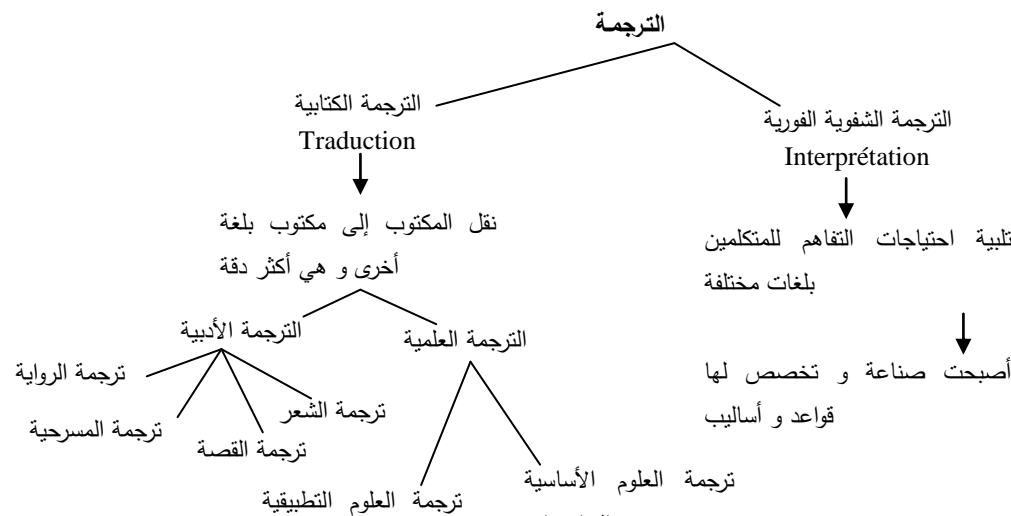 الترجمـة
الترجمة الشفوية الفورية
Interprétation
تلبية احتياجات التفاهم للمتكلمين
بلغات مختلفة
أصبحت صناعة و تخصص لها
قواعد و أساليب
الترجمة الكتابية
Traduction
نقل المكتوب إلى مكتوب بلغة
أخرى و هي أكثر دقة
الترجمة العلمية
ترجمة العلوم الأساسية
ترجمة العلوم التطبيقية
الترجمة الأدبية
ترجمة الشعر
ترجمة القصة
ترجمة المسرحية
ترجمة الرواية